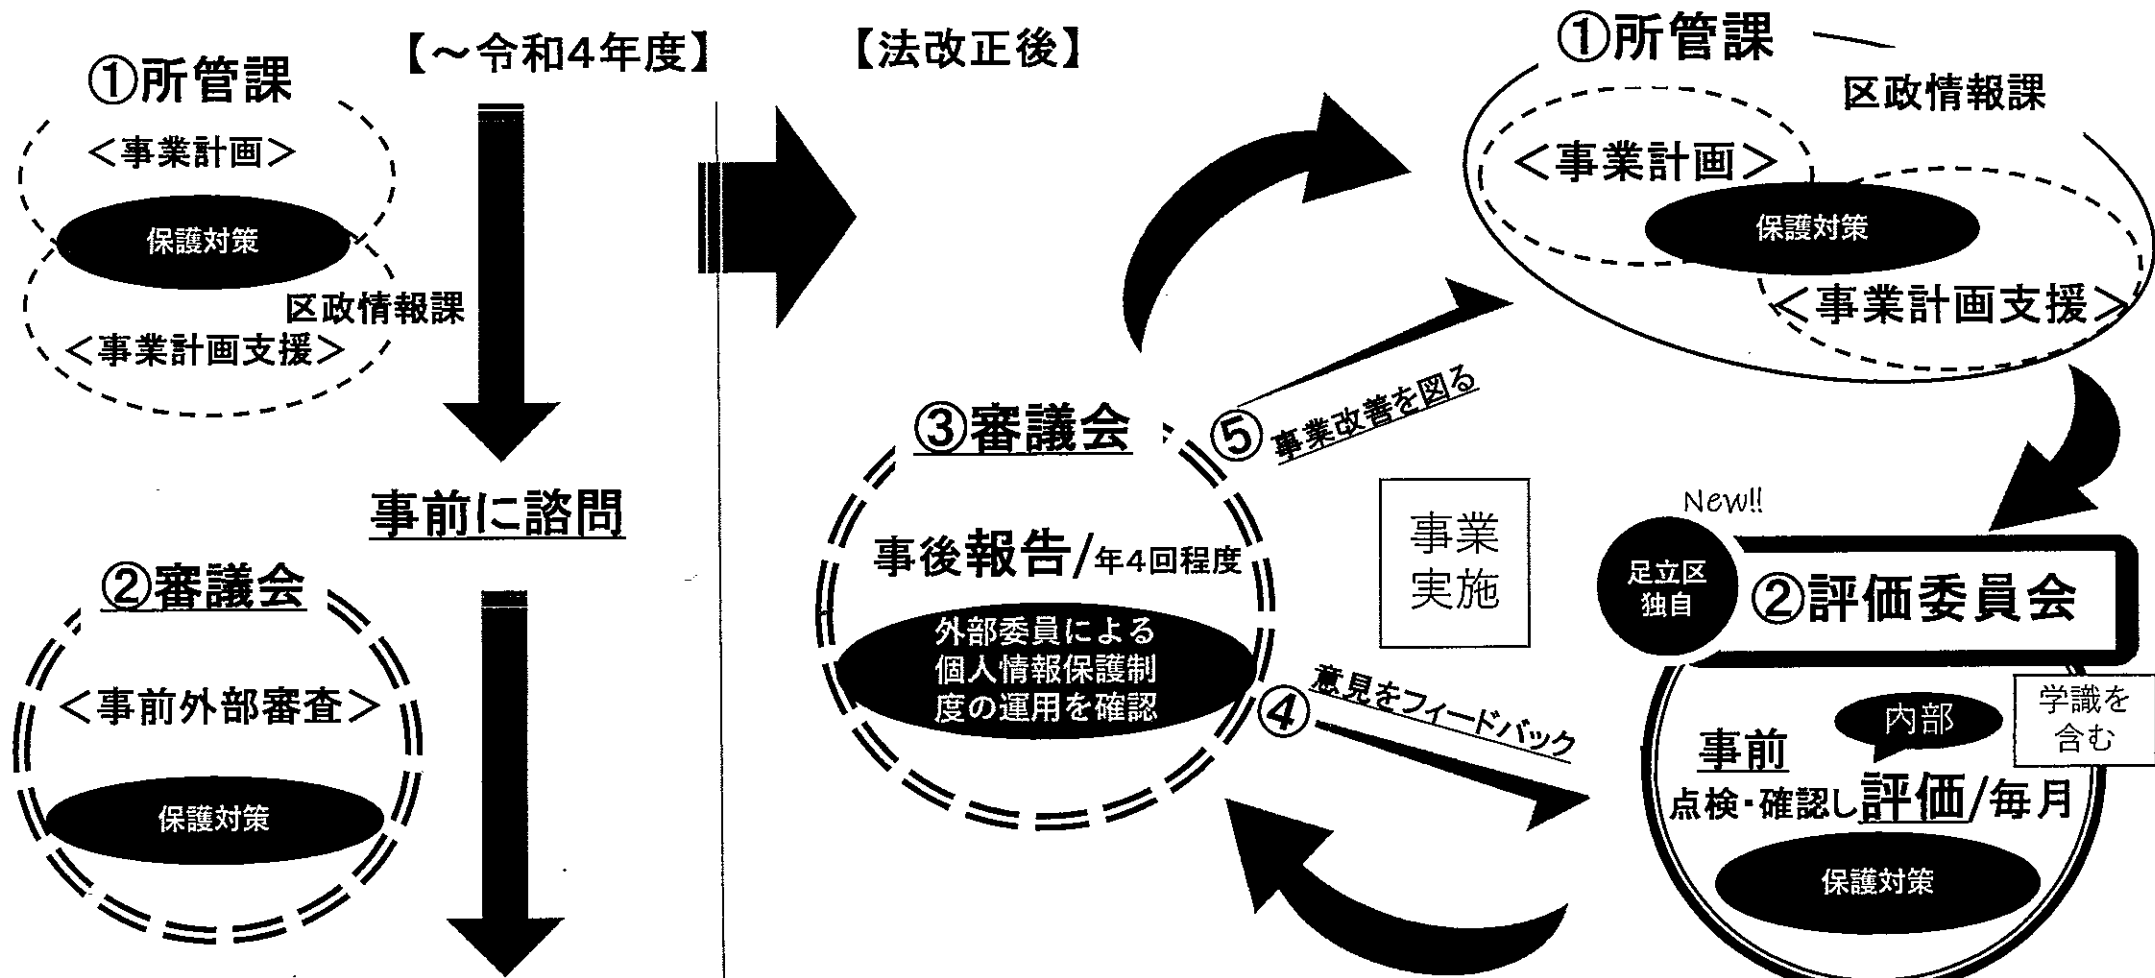 【～令和4年度】
①所管課
＜事業計画＞
保護対策
区政情報課
＜事業計画支援＞
事前に諮問
②審議会
＜事前外部審査＞
保護対策
【法改正後】
①所管課
区政情報課
＜事業計画＞
保護対策
＜事業計画支援＞
New!!
足立区
独自
②評価委員会
内部
学識を
含む
事前
点検・確認し評価/毎月
保護対策
③審議会
事後報告/年4回程度
外部委員による
個人情報保護制
度の運用を確認
④意見をフィードバック
⑤事業改善を図る
事業
実施